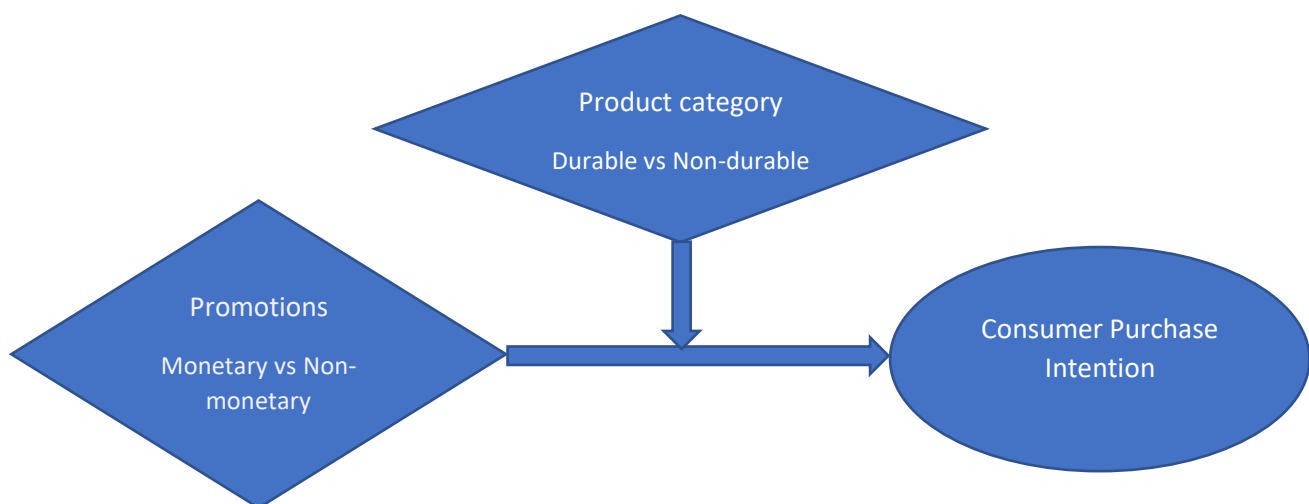 Product category
Durable vs Non-durable
Promotions
Monetary vs Non-
monetary
Consumer Purchase
Intention